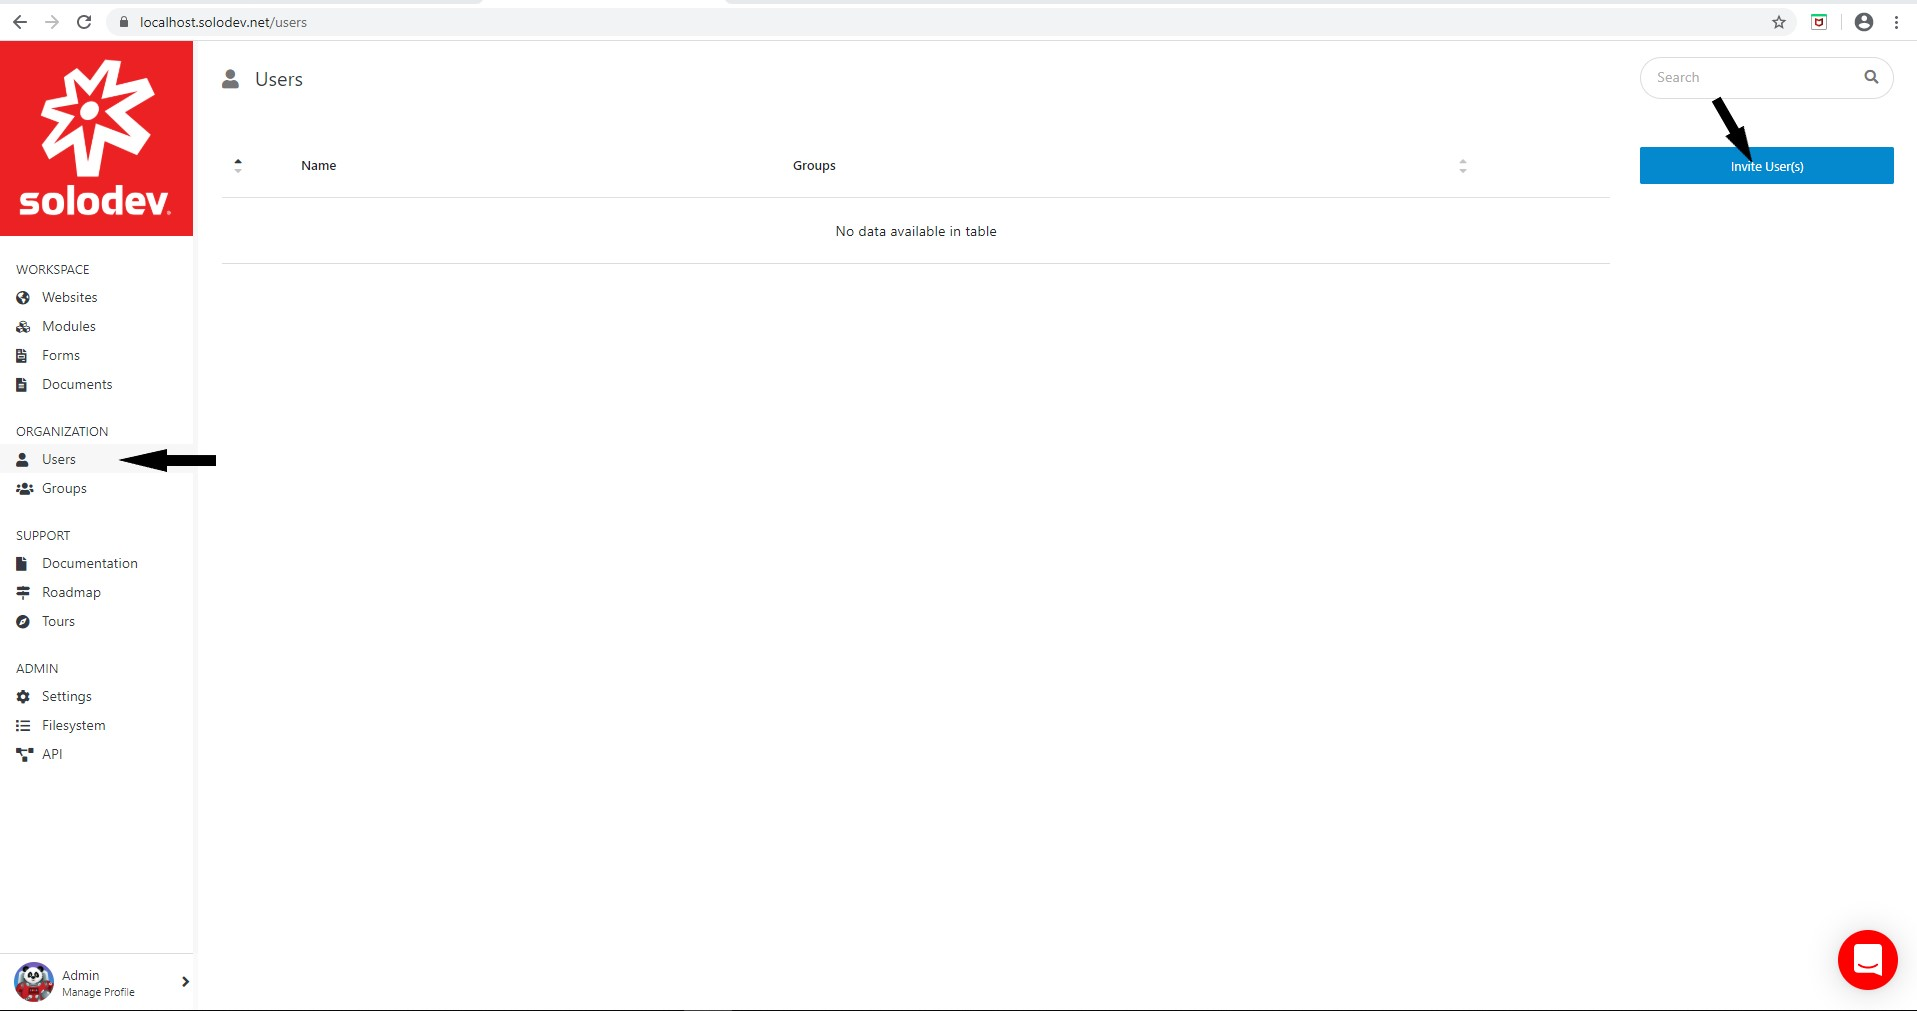 localhost.solodev.net/users
solodev
Users
Search
Name
Groups
Invite User(s)
No data available in table
WORKSPACE
Websites
Modules
Forms
Documents
ORGANIZATION
Users
Groups
SUPPORT
Documentation
Roadmap
Tours
ADMIN
Settings
Filesystem
API
Admin
Manage Profile